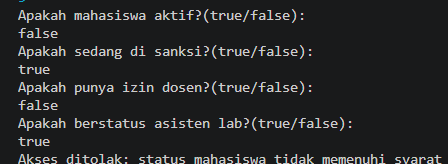 Apakah mahasiswa aktif?(true/false):
false
Apakah sedang di sanksi?(true/false):
true
Apakah punya izin dosen?(true/false):
false
Apakah berstatus asisten lab?(true/false):
true
Akses ditolak: status mahasiswa tidak memenuhi syarat